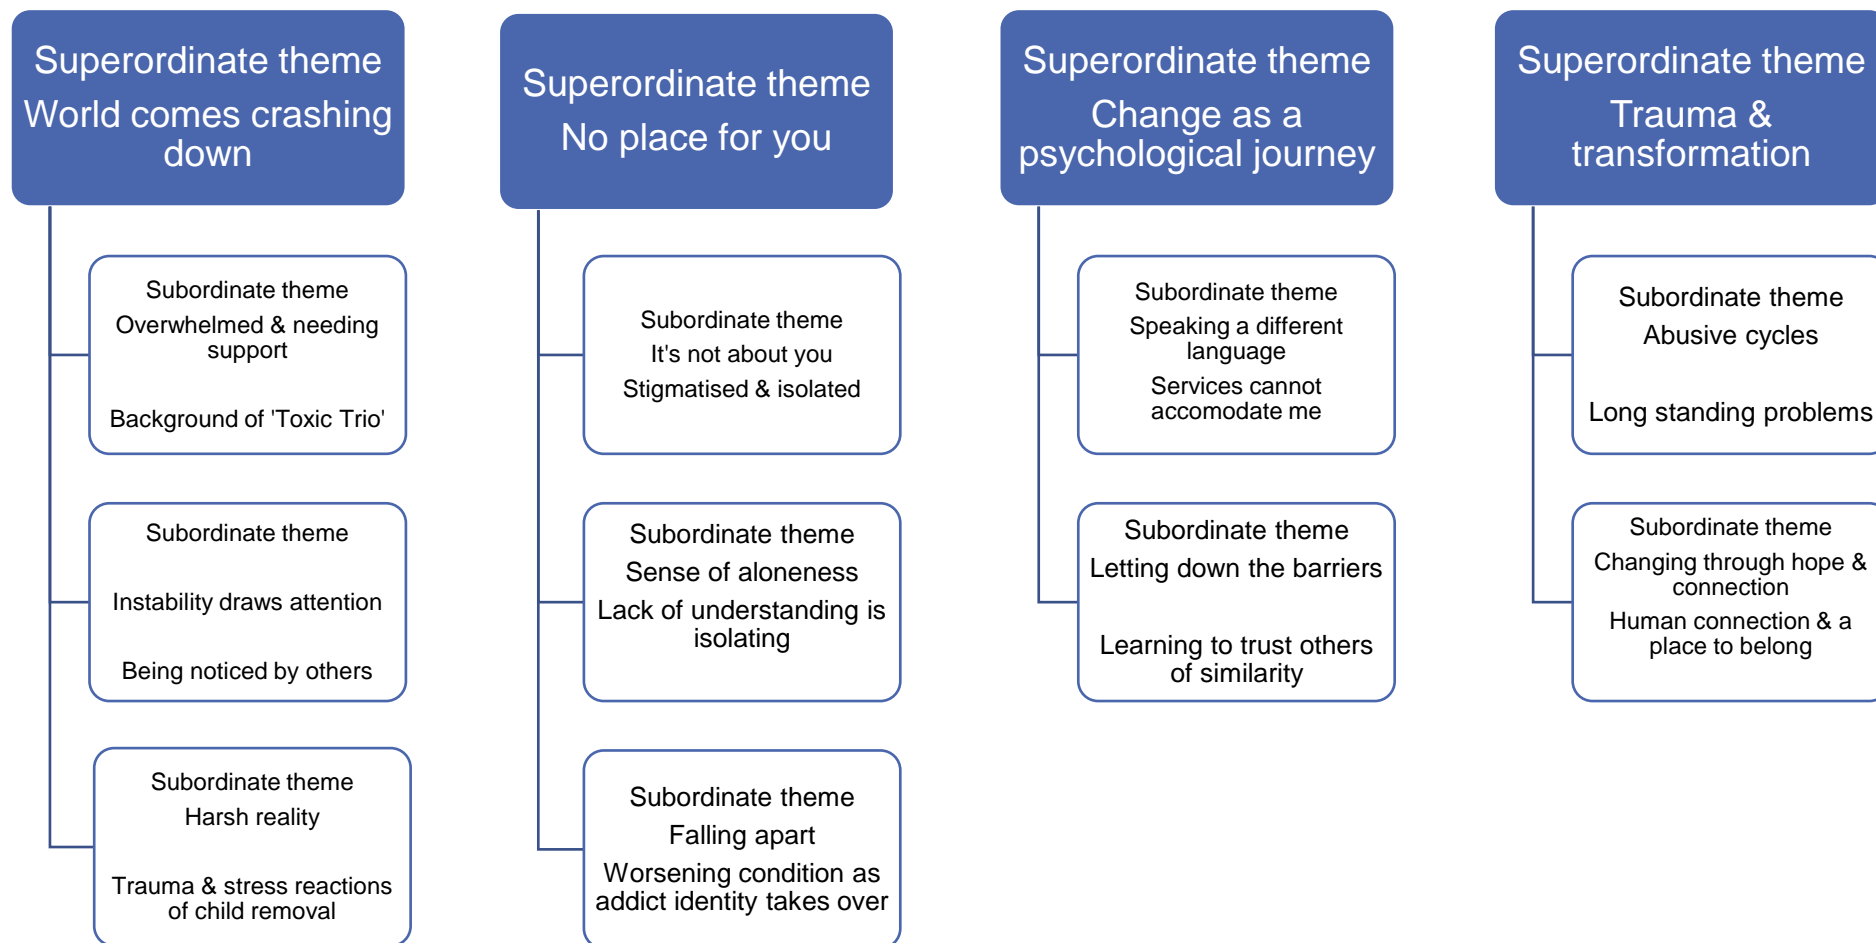 Superordinate theme
World comes crashing
down
Subordinate theme
Overwhelmed & needing
support
Background of 'Toxic Trio'
Subordinate theme
Instability draws attention
Being noticed by others
Subordinate theme
Harsh reality
Trauma & stress reactions
of child removal
Superordinate theme
No place for you
Subordinate theme
It's not about you
Stigmatised & isolated
Subordinate theme
Sense of aloneness
Lack of understanding is
isolating
Subordinate theme
Falling apart
Worsening condition as
addict identity takes over
Superordinate theme
Change as a
psychological journey
Subordinate theme
Speaking a different
language
Services cannot
accomodate me
Subordinate theme
Letting down the barriers
Learning to trust others
of similarity
Superordinate theme
Trauma &
transformation
Subordinate theme
Abusive cycles
Long standing problems
Subordinate theme
Changing through hope &
connection
Human connection & a
place to belong